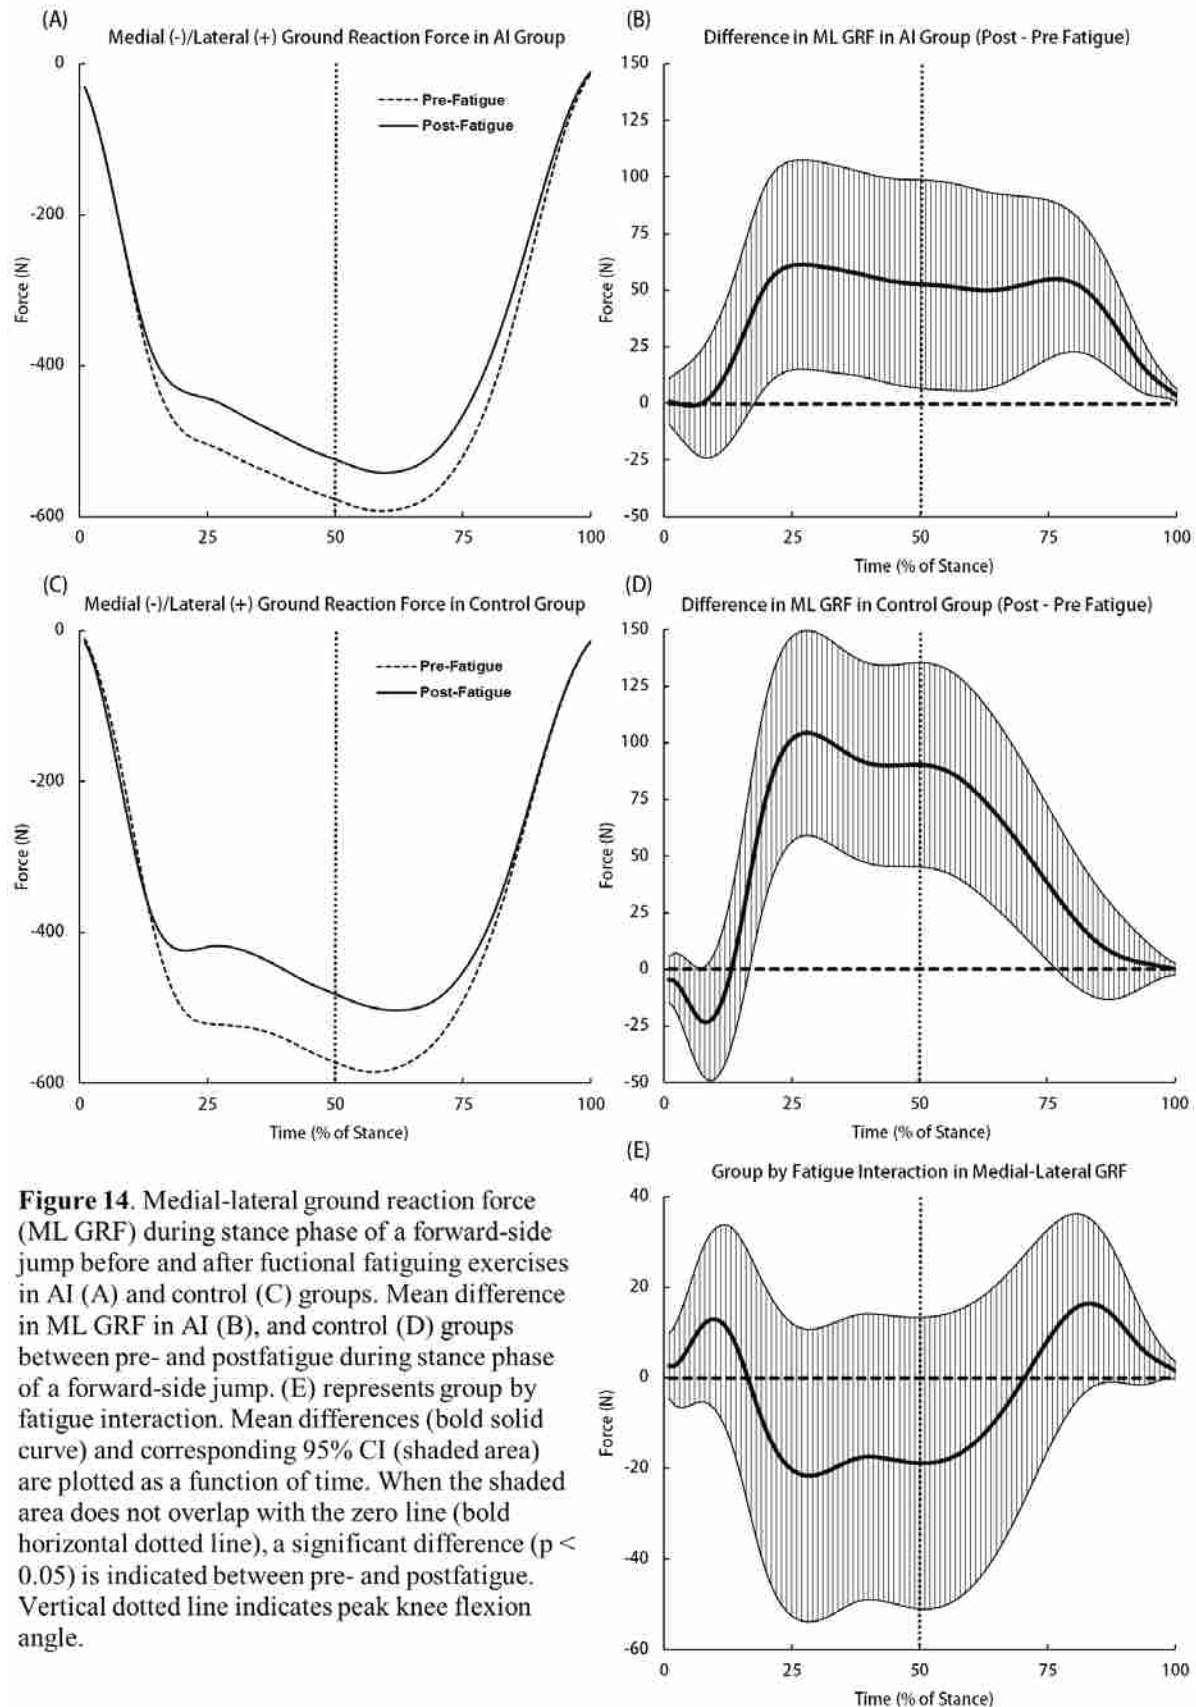 (A)
Medial (-)/Lateral (+) Ground Reaction Force in AI Group
0
-200
-400
-600
Force (N)
Pre-Fatigue
Post-Fatigue
0 25 50 75 100
(B)
Difference in ML GRF in AI Group (Post - Pre Fatigue)
150
125
100
75
50
25
0
-25
-50
Force (N)
0 25 50 75 100
Time (% of Stance)
(C)
Medial (-)/Lateral (+) Ground Reaction Force in Control Group
0
-200
-400
-600
Force (N)
Pre-Fatigue
Post-Fatigue
0 25 50 75 100
Time (% of Stance)
(D)
Difference in ML GRF in Control Group (Post - Pre Fatigue)
150
125
100
75
50
25
0
-25
-50
Force (N)
0 25 50 75 100
Time (% of Stance)
(E)
Group by Fatigue Interaction in Medial-Lateral GRF
40
20
0
-20
-40
-60
Force (N)
0 25 50 75 100
Time (% of Stance)
Figure 14. Medial-lateral ground reaction force
(ML GRF) during stance phase of a forward-side
jump before and after fuctional fatiguing exercises
in AI (A) and control (C) groups. Mean difference
in ML GRF in AI (B), and control (D) groups
between pre- and postfatigue during stance phase
of a forward-side jump. (E) represents group by
fatigue interaction. Mean differences (bold solid
curve) and corresponding 95% CI (shaded area)
are plotted as a function of time. When the shaded
area does not overlap with the zero line (bold
horizontal dotted line), a significant difference (p <
0.05) is indicated between pre- and postfatigue.
Vertical dotted line indicates peak knee flexion
angle.